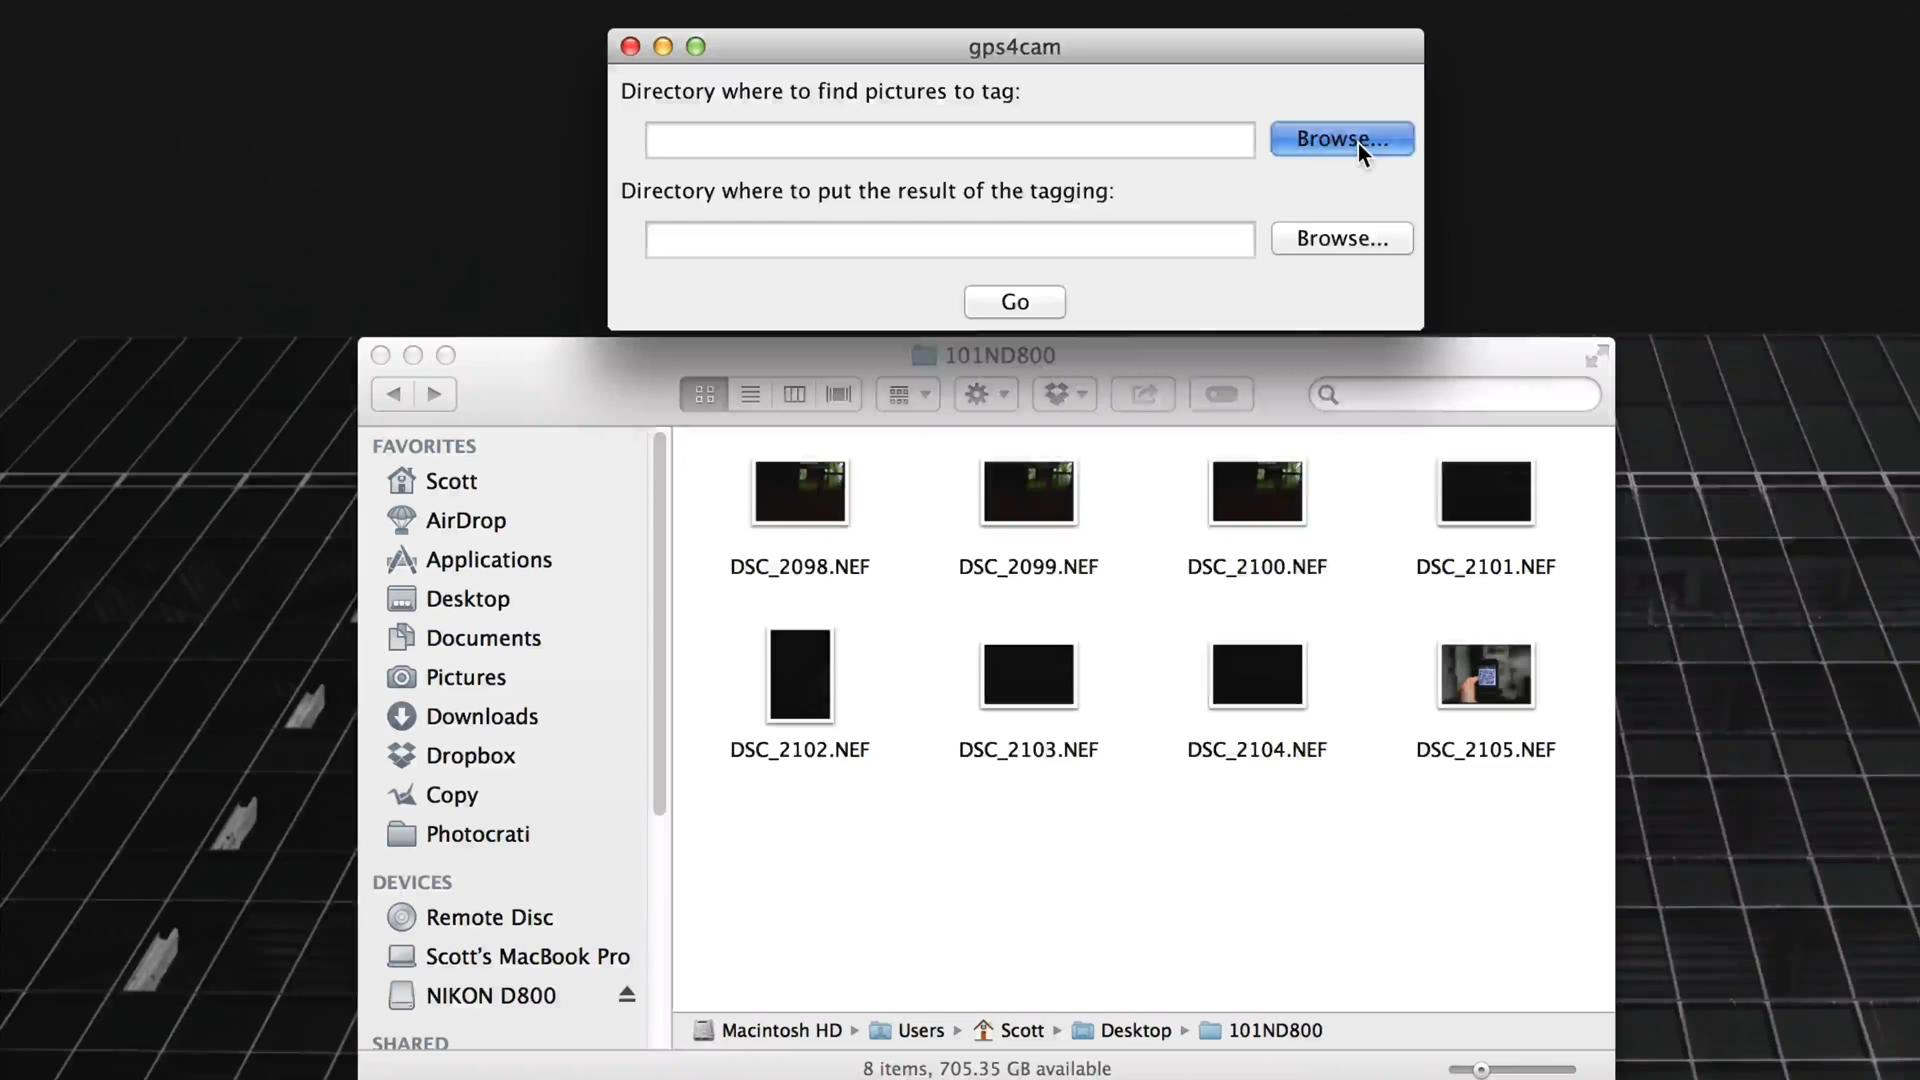 gps4cam
Directory where to find pictures to tag:
Browse...
Directory where to put the result of the tagging:
Browse...
Go
101ND800
FAVORITES
Scott
AirDrop
Applications
Desktop
Documents
Pictures
Downloads
Dropbox
Copy
Photocrati
DEVICES
Remote Disc
Scott's MacBook Pro
NIKON D800
SHARED
DSC_2098.NEF
DSC_2099.NEF
DSC_2100.NEF
DSC_2101.NEF
DSC_2102.NEF
DSC_2103.NEF
DSC_2104.NEF
DSC_2105.NEF
Macintosh HD
Users
Scott
Desktop
101ND800
8 items, 705.35 GB available